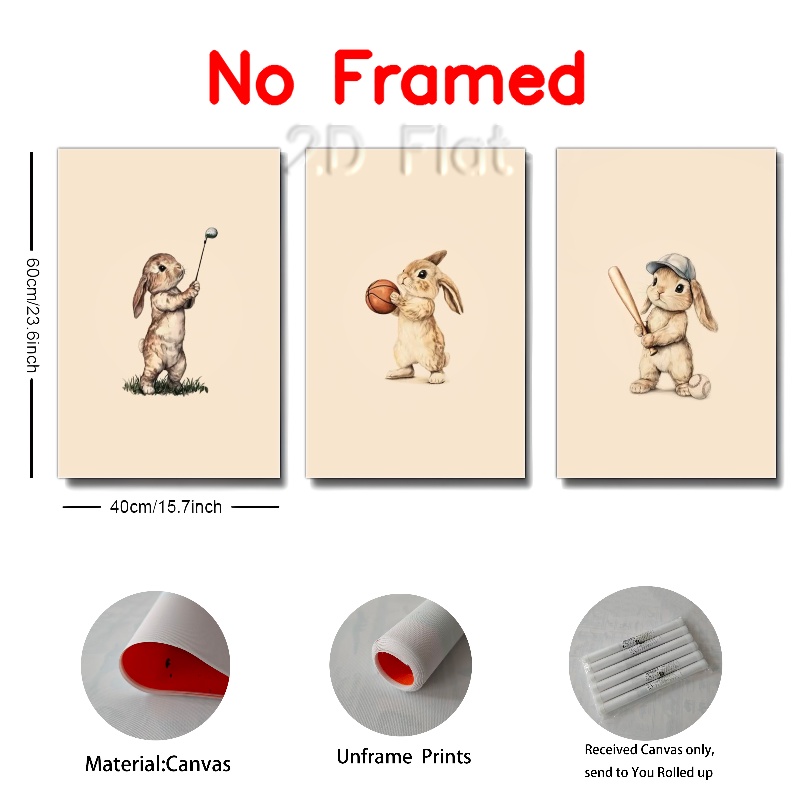 No Framed
2D Flat
60cm/23.6inch
40cm/15.7inch
Material:Canvas
Unframe Prints
Received Canvas only,
send to You Rolled up